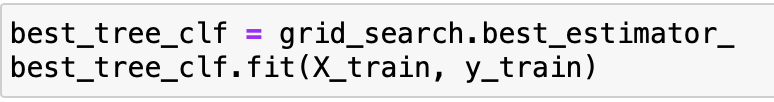 best_tree_clf = grid_search.best_estimator_
best_tree_clf.fit(X_train, y_train)